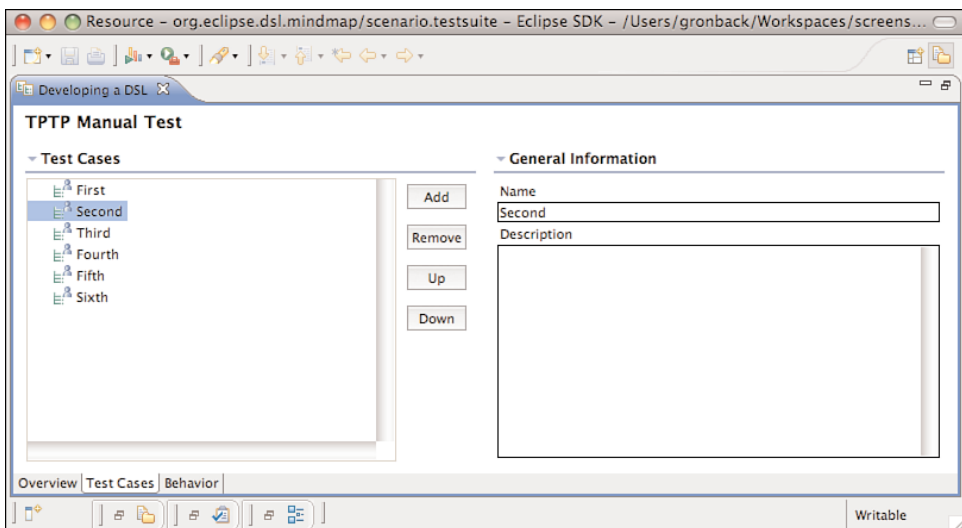 Resource – org.eclipse.dsl.mindmap/scenario.testsuite – Eclipse SDK – /Users/gronback/Workspaces/screens...
Developing a DSL
TPTP Manual Test
Test Cases
First
Second
Third
Fourth
Fifth
Sixth
Add
Remove
Up
Down
General Information
Name
Second
Description
Overview Test Cases Behavior
Writable